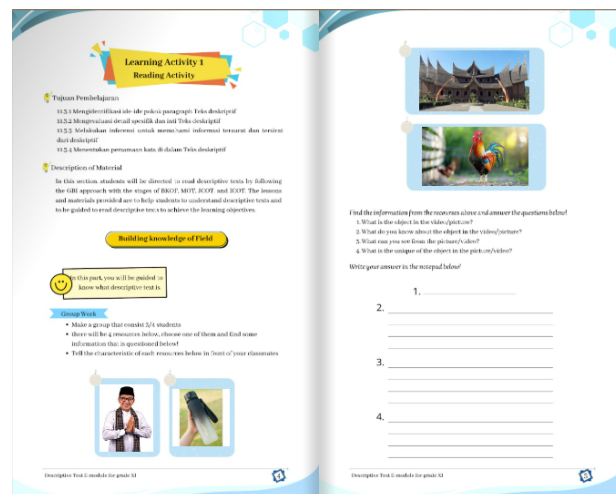 Learning Activity 1
Reading Activity
Tujuan Pembelajaran
11.3.1 Mengidentifikasi ide-ide pokok paragraph Teks deskriptif
11.3.2 Mengevaluasi detail spesifik dan inti Teks deskriptif
11.3.3 Melakukan inferensi untuk memahami informasi tersurat dan tersirat
dari deskriptif
11.3.4 Menentukan persamaan kata di dalam Teks deskriptif
Description of Material
In this section, students will be directed to read descriptive texts by following
the GBI approach with the stages of BKOF, MOT, JCOT and ICOT. The lessons
and materials provided are to help students to understand descriptive texts and
to be guided to read descriptive texts to achieve the learning objectives.
Building knowledge of Field
In this part, you will be guided to
know what descriptive text is
Group Work
• Make a group that consist 3/4 students
• there will be 4 resources below, choose one of them and find some
information that is questioned below!
• Tell the characteristic of each resources below in front of your classmates
Descriptive Text E-module for grade XI
Find the information from the recourses above and answer the questions below!
1. What is the object in the video/picture?
2. What do you know about the object in the video/picture?
3. What can you see from the picture/video?
4. What is the unique of the object in the picture/video?
Write your answer in the notepad below!
1.
2.
3.
4.
Descriptive Text E-module for grade XI